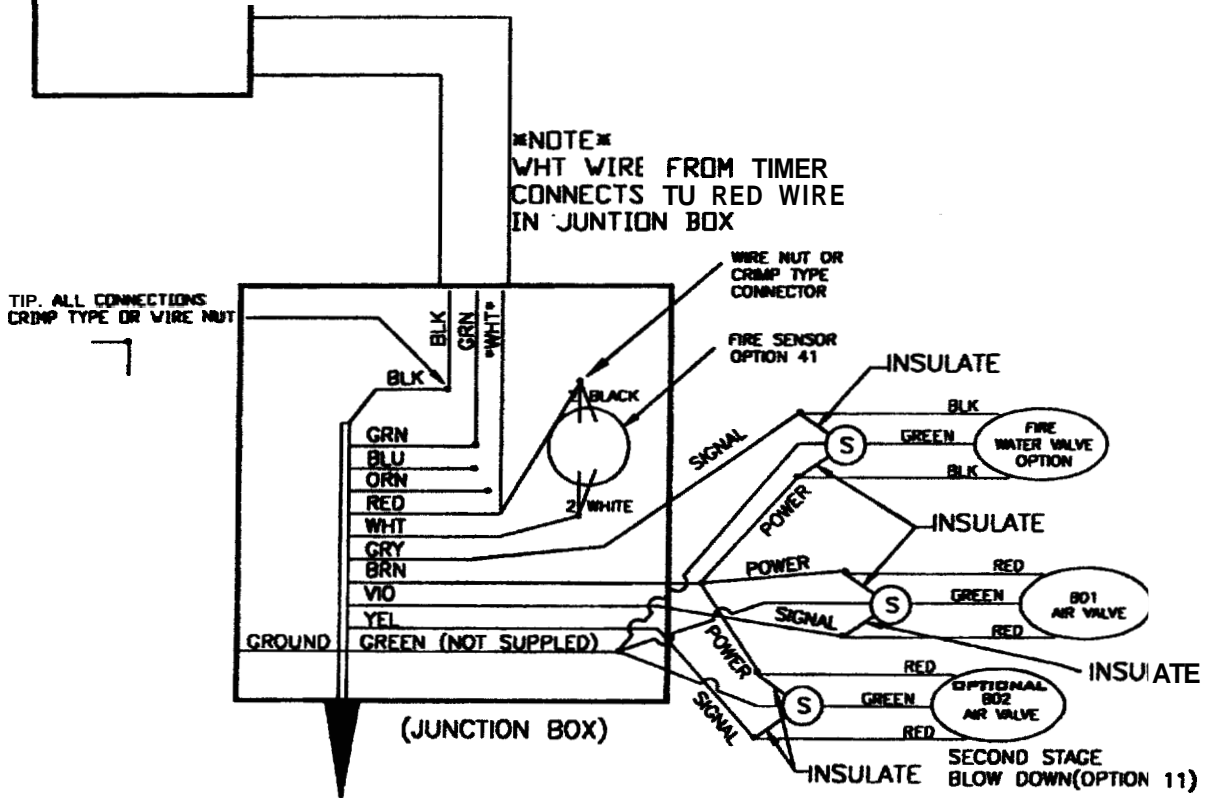 *NOTE*
WHT WIRE FROM TIMER
CONNECTS TU RED WIRE
IN JUNTION BOX
WIRE NUT OR
CRIMP TYPE
CONNECTOR
TIP. ALL CONNECTIONS
CRIMP TYPE OR WIRE NUT
FIRE SENSOR
OPTION 41
BLK
GRN
*WHT*
BLK
2 BLACK
INSULATE
GRN
BLU
ORN
RED
WHT
GRY
BRN
VIO
YEL
GROUND
GREEN (NOT SUPPLED)
2 WHITE
SIGNAL
POWER
S
BLK
GREEN
BLK
FIRE
WATER VALVE
OPTION
INSULATE
POWER
SIGNAL
S
RED
GREEN
RED
BO1
AIR VALVE
INSULATE
POWER
SIGNAL
S
RED
GREEN
RED
OPTIONAL
BO2
AIR VALVE
INSULATE
SECOND STAGE
BLOW DOWN(OPTION 11)
(JUNCTION BOX)